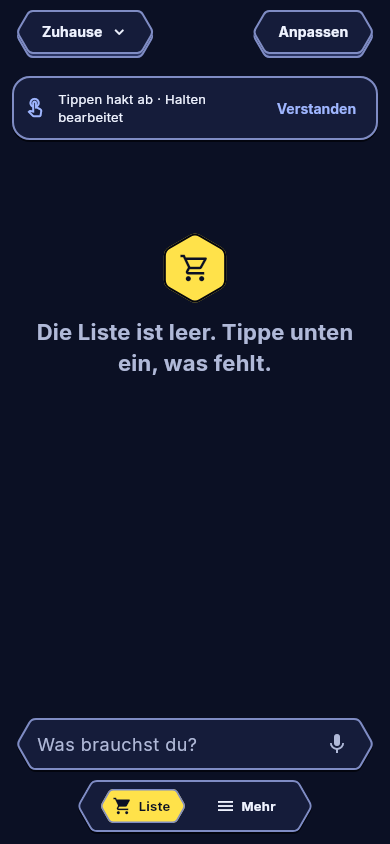 Zuhause
Anpassen
Tippen hakt ab · Halten
bearbeitet
Verstanden
Die Liste ist leer. Tippe unten
ein, was fehlt.
Was brauchst du?
Liste
Mehr